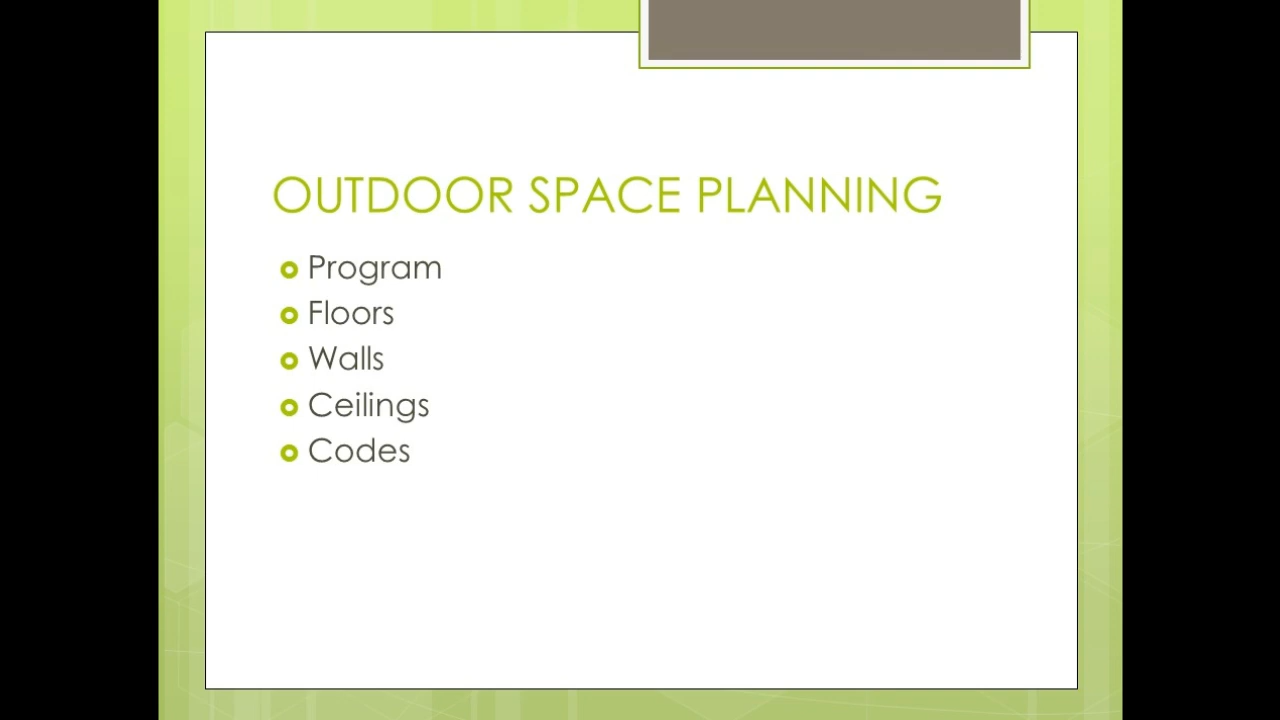 OUTDOOR SPACE PLANNING
Program
Floors
Walls
Ceilings
Codes